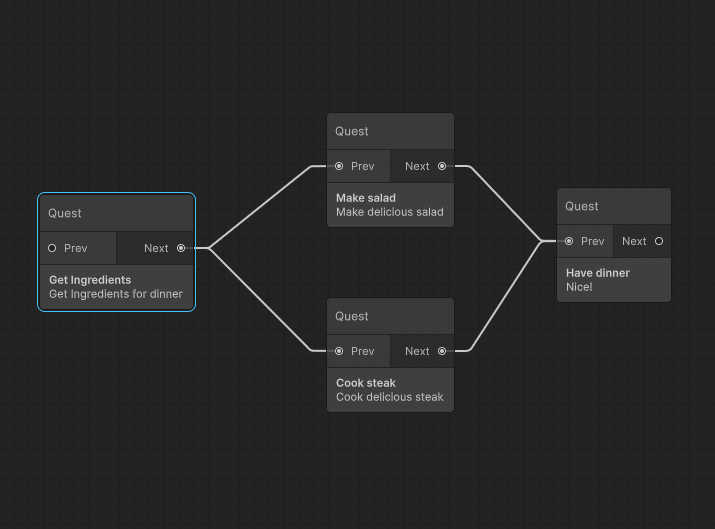 Quest
Prev Next
Get Ingredients
Get Ingredients for dinner
Quest
Prev Next
Make salad
Make delicious salad
Quest
Prev Next
Cook steak
Cook delicious steak
Quest
Prev Next
Have dinner
Nice!